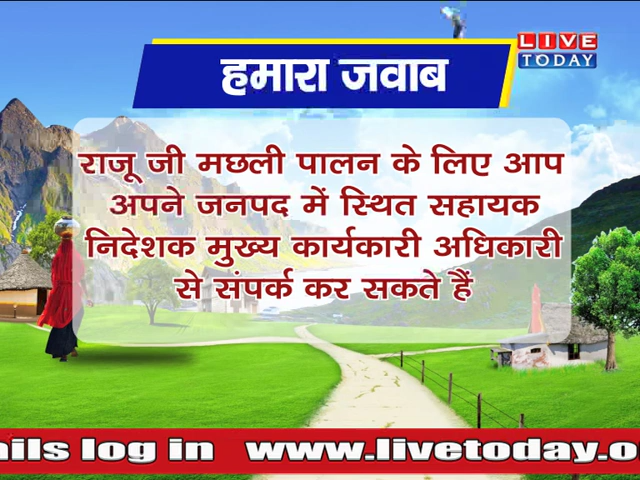 हमारा जवाब
LIVE
TODAY
राजू जी मछली पालन के लिए आप
अपने जनपद में स्थित सहायक
निदेशक मुख्य कार्यकारी अधिकारी
से संपर्क कर सकते हैं
ails log in www.livetoday.o